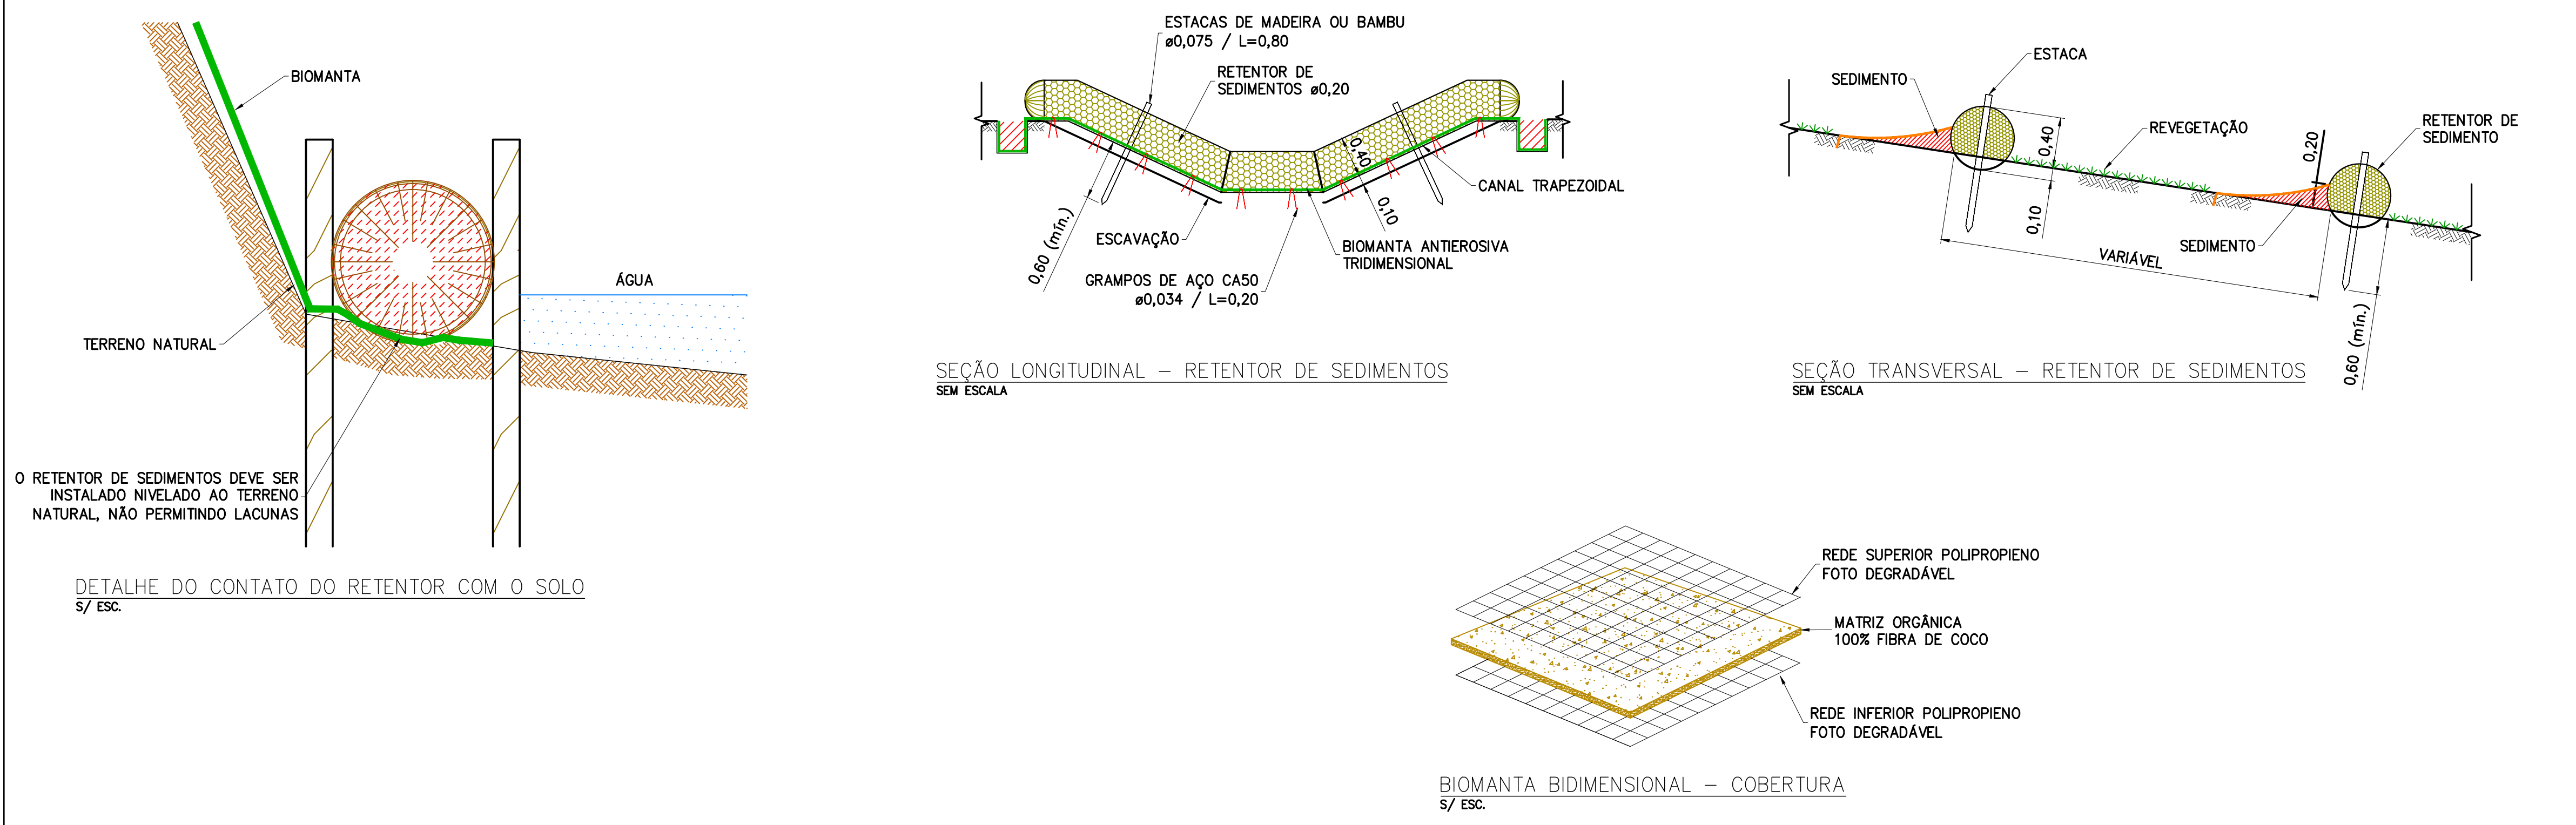 BIOMANTA
TERRENO NATURAL
ÁGUA
O RETENTOR DE SEDIMENTOS DEVE SER
INSTALADO NIVELADO AO TERRENO
NATURAL, NÃO PERMITINDO LACUNAS
DETALHE DO CONTATO DO RETENTOR COM O SOLO
S/ ESC.
ESTACAS DE MADEIRA OU BAMBU
ø0,075 / L=0,80
RETENTOR DE
SEDIMENTOS ø0,20
0,40
0,10
CANAL TRAPEZOIDAL
0,60 (mín.)
ESCAVAÇÃO
BIOMANTA ANTIEROSIVA
TRIDIMENSIONAL
GRAMPOS DE AÇO CA50
ø0,034 / L=0,20
SEÇÃO LONGITUDINAL – RETENTOR DE SEDIMENTOS
SEM ESCALA
ESTACA
SEDIMENTO
0,40
REVEGETAÇÃO
0,20
RETENTOR DE
SEDIMENTO
0,10
SEDIMENTO
VARIÁVEL
0,60 (mín.)
SEÇÃO TRANSVERSAL – RETENTOR DE SEDIMENTOS
SEM ESCALA
REDE SUPERIOR POLIPROPIENO
FOTO DEGRADÁVEL
MATRIZ ORGÂNICA
100% FIBRA DE COCO
REDE INFERIOR POLIPROPIENO
FOTO DEGRADÁVEL
BIOMANTA BIDIMENSIONAL – COBERTURA
S/ ESC.